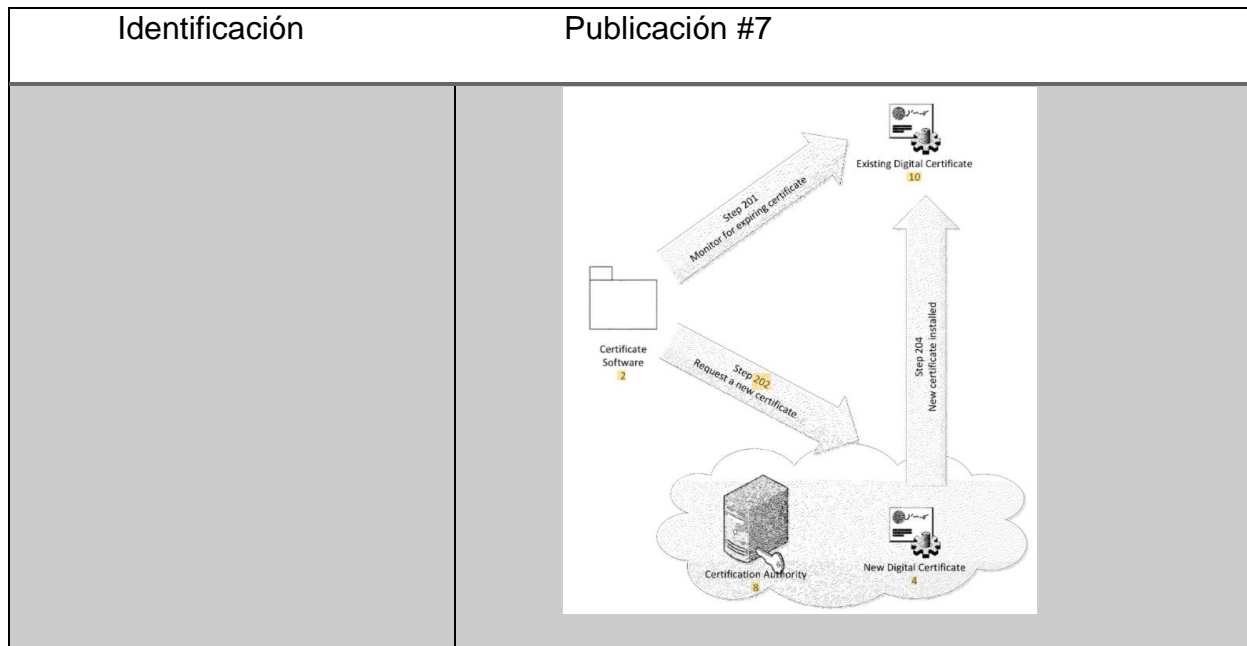 Identificación
Publicación #7
Existing Digital Certificate
10
Step 201
Monitor for expiring certificate
Certificate
Software
2
Step 202
Request a new certificate
Step 204
New certificate installed
Certification Authority
8
New Digital Certificate
4